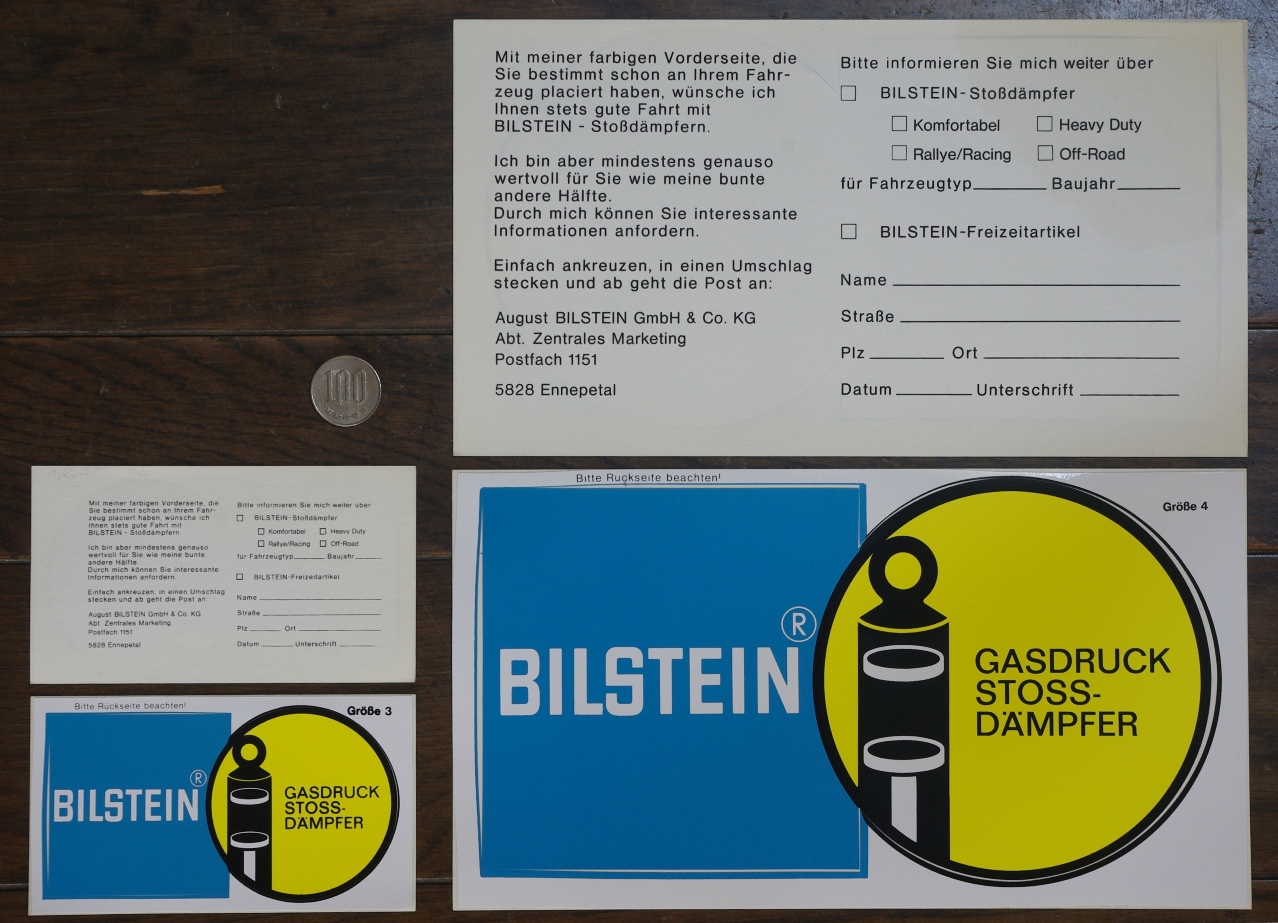 Mit meiner farbigen Vorderseite, die
Sie bestimmt schon an Ihrem Fahr-
zeug placiert haben, wünsche ich
Ihnen stets gute Fahrt mit
BILSTEIN - Stoßdämpfern.
Ich bin aber mindestens genauso
wertvoll für Sie wie meine bunte
andere Hälfte.
Durch mich können Sie interessante
Informationen anfordern.
Einfach ankreuzen, in einen Umschlag
stecken und ab geht die Post an:
August BILSTEIN GmbH & Co. KG
Abt. Zentrales Marketing
Postfach 1151
5828 Ennepetal
Bitte informieren Sie mich weiter über
BILSTEIN-Stoßdämpfer
Komfortabel Heavy Duty
Rallye/Racing Off-Road
für Fahrzeugtyp Baujahr
BILSTEIN-Freizeitartikel
Name
Straße
Plz Ort
Datum Unterschrift
100
Mit meiner farbigen Vorderseite, die
Sie bestimmt schon an Ihrem Fahr-
zeug placiert haben, wünsche ich
Ihnen stets gute Fahrt mit
BILSTEIN - Stoßdämpfern.
Ich bin aber mindestens genauso
wertvoll für Sie wie meine bunte
andere Hälfte.
Durch mich können Sie interessante
Informationen anfordern.
Einfach ankreuzen, in einen Umschlag
stecken und ab geht die Post an:
August BILSTEIN GmbH & Co. KG
Abt. Zentrales Marketing
Postfach 1151
5828 Ennepetal
Bitte informieren Sie mich weiter über
BILSTEIN-Stoßdämpfer
Komfortabel Heavy Duty
Rallye/Racing Off-Road
für Fahrzeugtyp Baujahr
BILSTEIN-Freizeitartikel
Name
Straße
Plz Ort
Datum Unterschrift
Bitte Rückseite beachten!
Größe 3
BILSTEIN®
GASDRUCK
STOSS-
DÄMPFER
Bitte Rückseite beachten!
Größe 4
BILSTEIN®
GASDRUCK
STOSS-
DÄMPFER